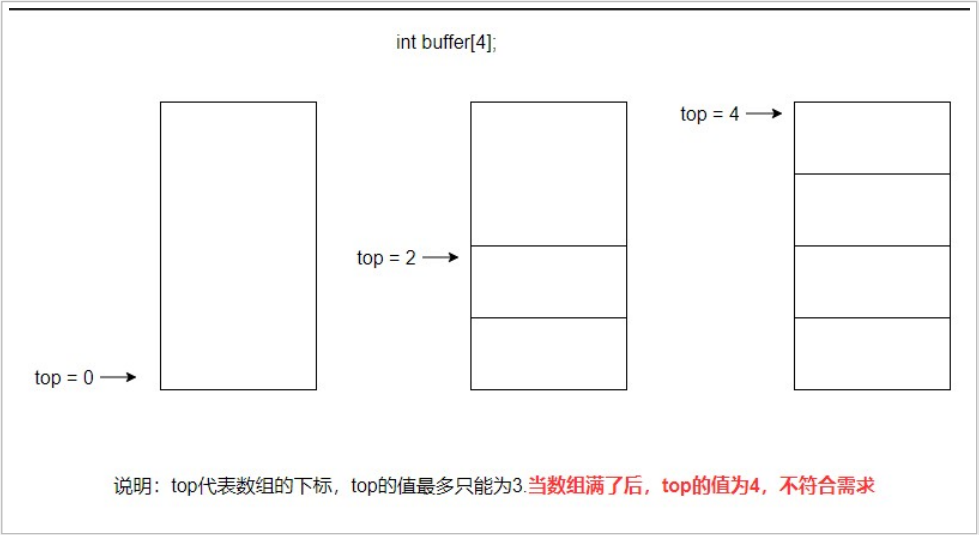 int buffer[4];
top = 4
top = 2
top = 0
说明：top代表数组的下标，top的值最多只能为3.当数组满了后，top的值为4，不符合需求